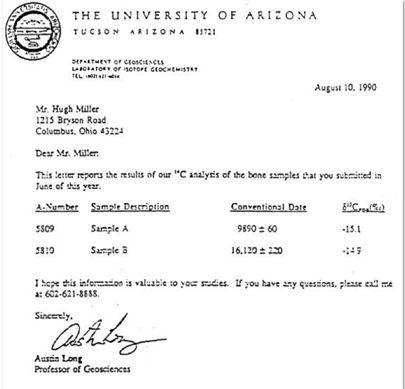 THE UNIVERSITY OF ARIZONA
TUCSON ARIZONA 85721
DEPARTMENT OF GEOSCIENCES
LABORATORY OF ISOTOPE GEOCHEMISTRY
August 10, 1990
Mr. Hugh Miller
1215 Bryson Road
Columbus, Ohio 43224
Dear Mr. Miller:
This letter reports the results of our ¹⁴C analysis of the bone samples that you submitted in
June of this year.
A-Number Sample Description Conventional Date
5809 Sample A 9890 ± 60 -15.1
5810 Sample B 16,120 ± 220
I hope this information is valuable to your studies. If you have any questions, please call me
at 602-621-8888.
Sincerely,
Austin Long
Austin Long
Professor of Geosciences